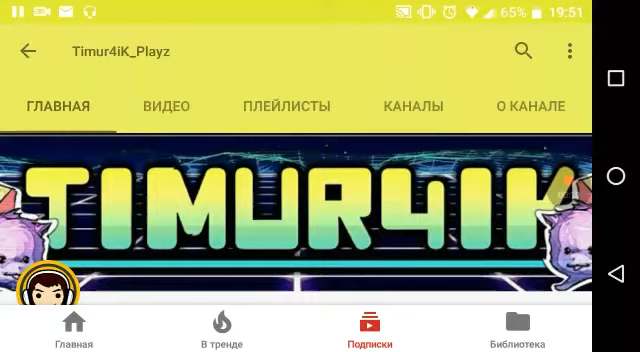 65% 19:51
Timur4iK_Playz
ГЛАВНАЯ ВИДЕО ПЛЕЙЛИСТЫ КАНАЛЫ О КАНАЛЕ
TIMUR4IK
Главная В тренде Подписки Библиотека